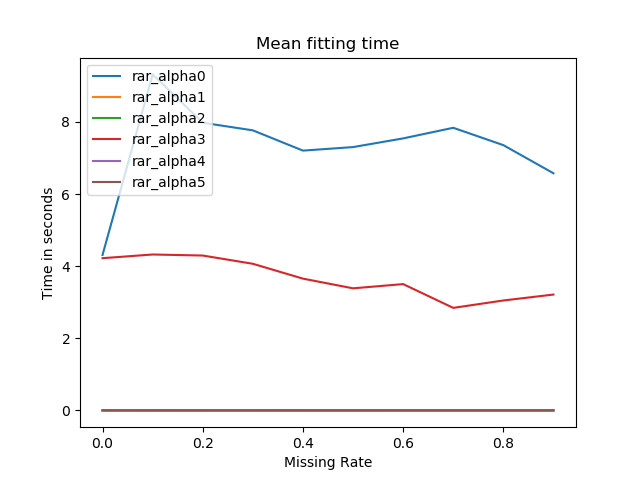 Mean fitting time
rar_alpha0
rar_alpha1
rar_alpha2
rar_alpha3
rar_alpha4
rar_alpha5
8
6
4
2
0
Time in seconds
0.0 0.2 0.4 0.6 0.8
Missing Rate